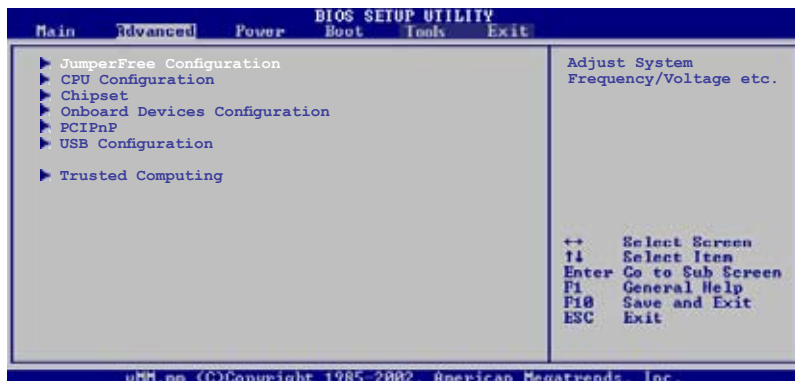 BIOS SETUP UTILITY
Main Advanced Power Boot Tools Exit
JumperFree Configuration
CPU Configuration
Chipset
Onboard Devices Configuration
PCIPnP
USB Configuration
Trusted Computing
Adjust System
Frequency/Voltage etc.
↔ Select Screen
↑↓ Select Item
Enter Go to Sub Screen
F1 General Help
F10 Save and Exit
ESC Exit
(C)Copyright 1985-2002, American Megatrends, Inc.